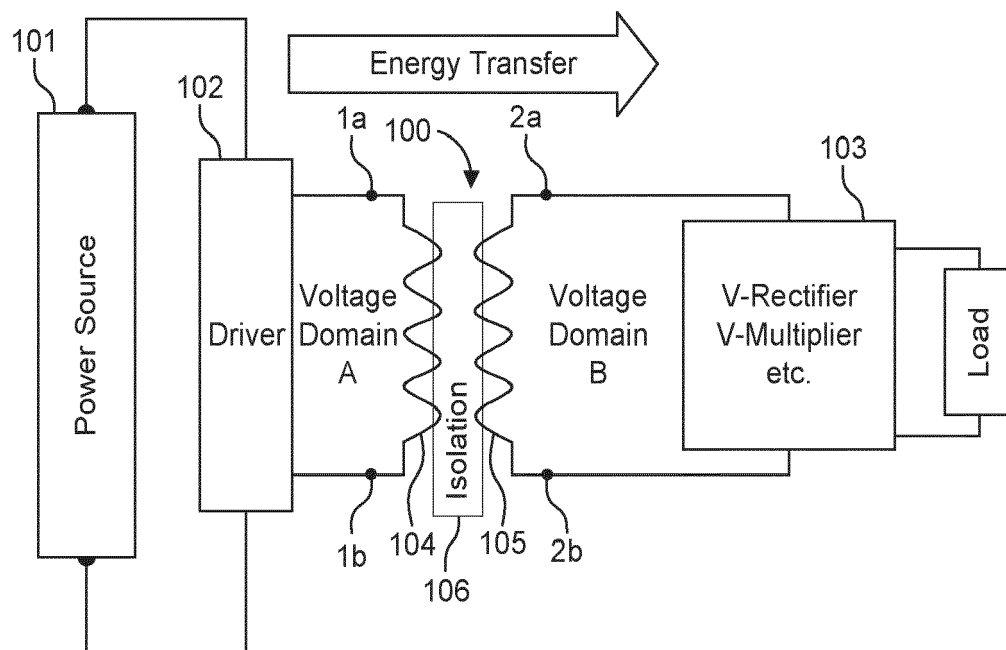 101
Energy Transfer
102
1a
100
2a
103
Power Source
Driver
Voltage
Domain
A
Isolation
Voltage
Domain
B
V-Rectifier
V-Multiplier
etc.
Load
1b
104
106
105
2b